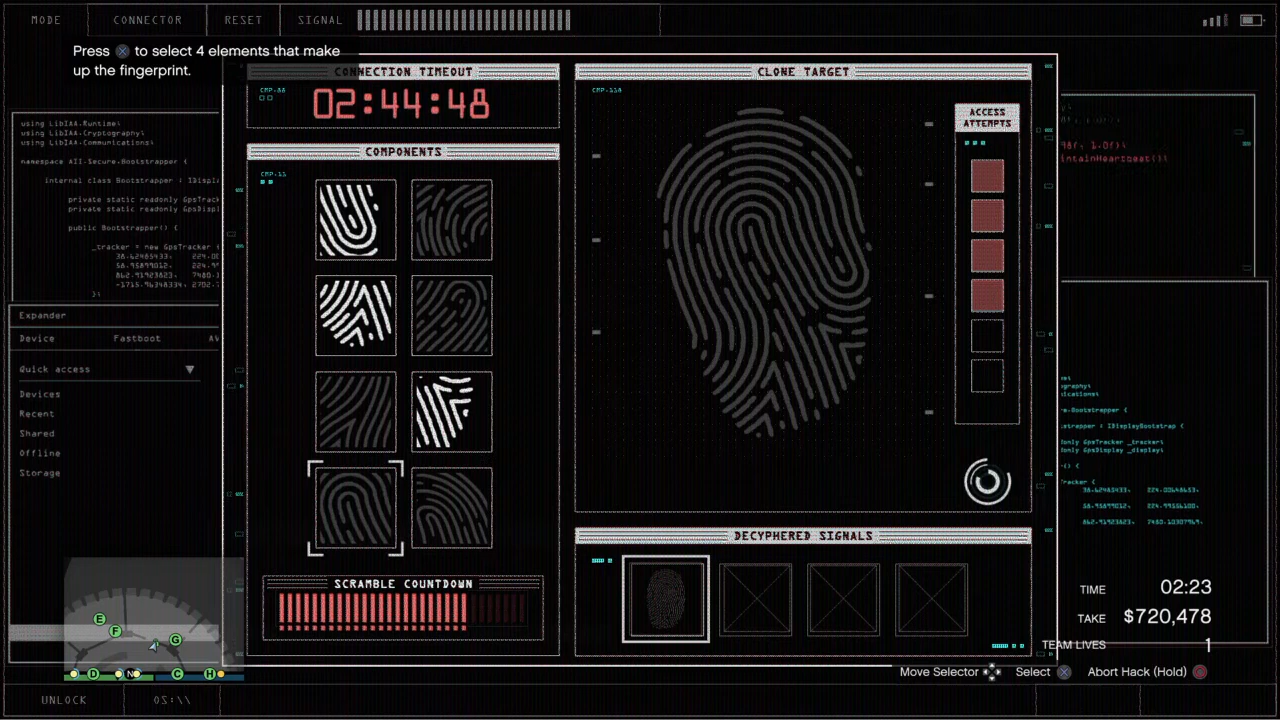 MODE
CONNECTOR
RESET
SIGNAL
Press to select 4 elements that make
up the fingerprint.
CONNECTION TIMEOUT
02:44:48
COMPONENTS
SCRAMBLE COUNTDOWN
CLONE TARGET
ACCESS
ATTEMPTS
DECYPHERED SIGNALS
using LibIAA.Runtime;
using LibIAA.Cryptography;
using LibIAA.Communications;
namespace AII-Secure.Bootstrapper {
internal class Bootstrapper : IDispl
private static readonly GpsTrack
private static readonly GpsDispl
public Bootstrapper() {
_tracker = new GpsTracker
Expander
Device
Fastboot
Quick access
Devices
Recent
Shared
Offline
Storage
E
F
G
D
N
C
H
TIME 02:23
TAKE $720,478
TEAM LIVES 1
Move Selector
Select
Abort Hack (Hold)
UNLOCK
OS:\\